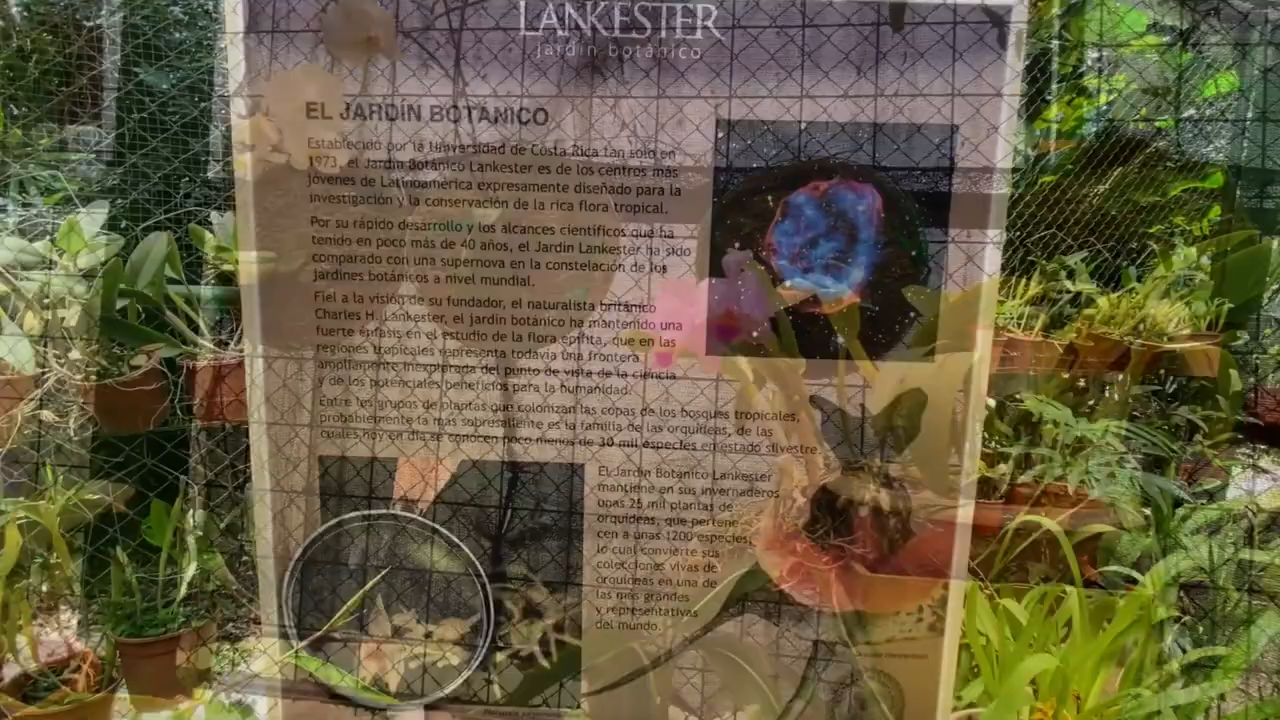 LANKESTER
jardín botánico
EL JARDÍN BOTÁNICO
Establecido por la Universidad de Costa Rica tan solo en
1973, el Jardín Botánico Lankester es de los centros más
jóvenes de Latinoamérica expresamente diseñado para la
investigación y la conservación de la rica flora tropical.
Por su rápido desarrollo y los alcances científicos que ha
tenido en poco más de 40 años, el Jardín Lankester ha sido
comparado con una supernova en la constelación de los
jardines botánicos a nivel mundial.
Fiel a la visión de su fundador, el naturalista británico
Charles H. Lankester, el jardín botánico ha mantenido una
fuerte énfasis en el estudio de la flora epífita, que en las
regiones tropicales representa todavía una frontera
ampliamente inexplorada del punto de vista de la ciencia
y de los potenciales beneficios para la humanidad.
Entre los grupos de plantas que colonizan las copas de los bosques tropicales,
probablemente la más sobresaliente es la familia de las orquídeas, de las
cuales hoy en día se conocen poco menos de 30 mil especies en estado silvestre.
El Jardín Botánico Lankester
mantiene en sus invernaderos
unas 25 mil plantas de
orquídeas, que pertene-
cen a unas 1200 especies,
lo cual convierte sus
colecciones vivas de
orquídeas en una de
las más grandes
y representativas
del mundo.